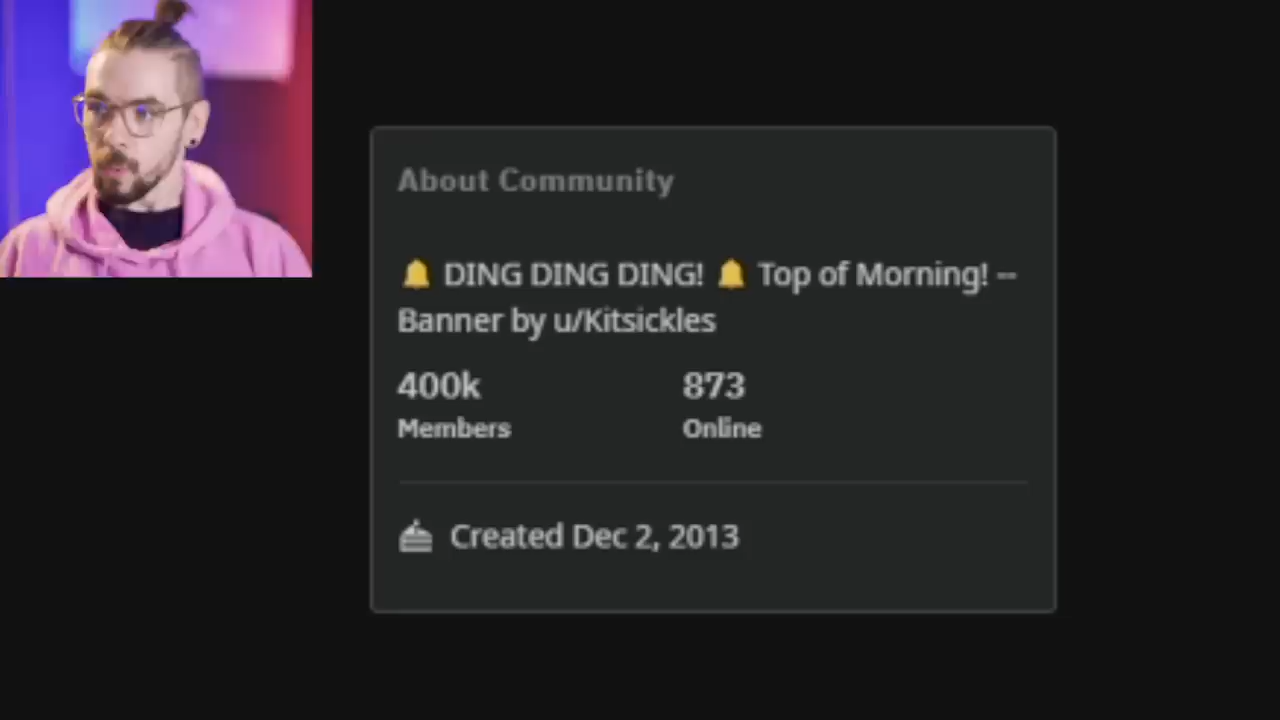 About Community
🔔 DING DING DING! 🔔 Top of Morning! --
Banner by u/Kitsickles
400k
873
Members
Online
Created Dec 2, 2013